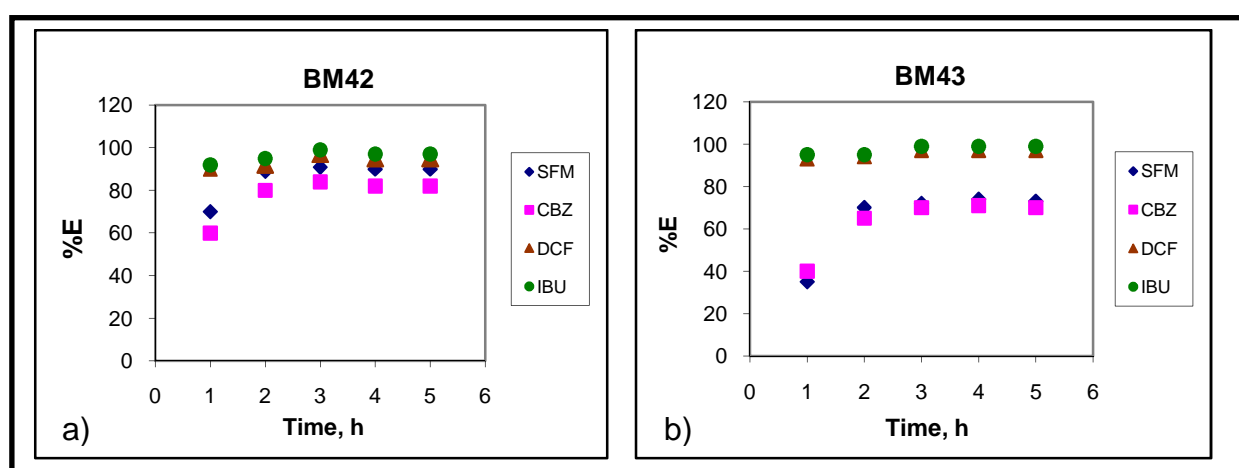 BM42
%E
120
100
80
60
40
20
0
0 1 2 3 4 5 6
Time, h
SFM
CBZ
DCF
IBU
a)
BM43
%E
120
100
80
60
40
20
0
0 1 2 3 4 5 6
Time, h
SFM
CBZ
DCF
IBU
b)